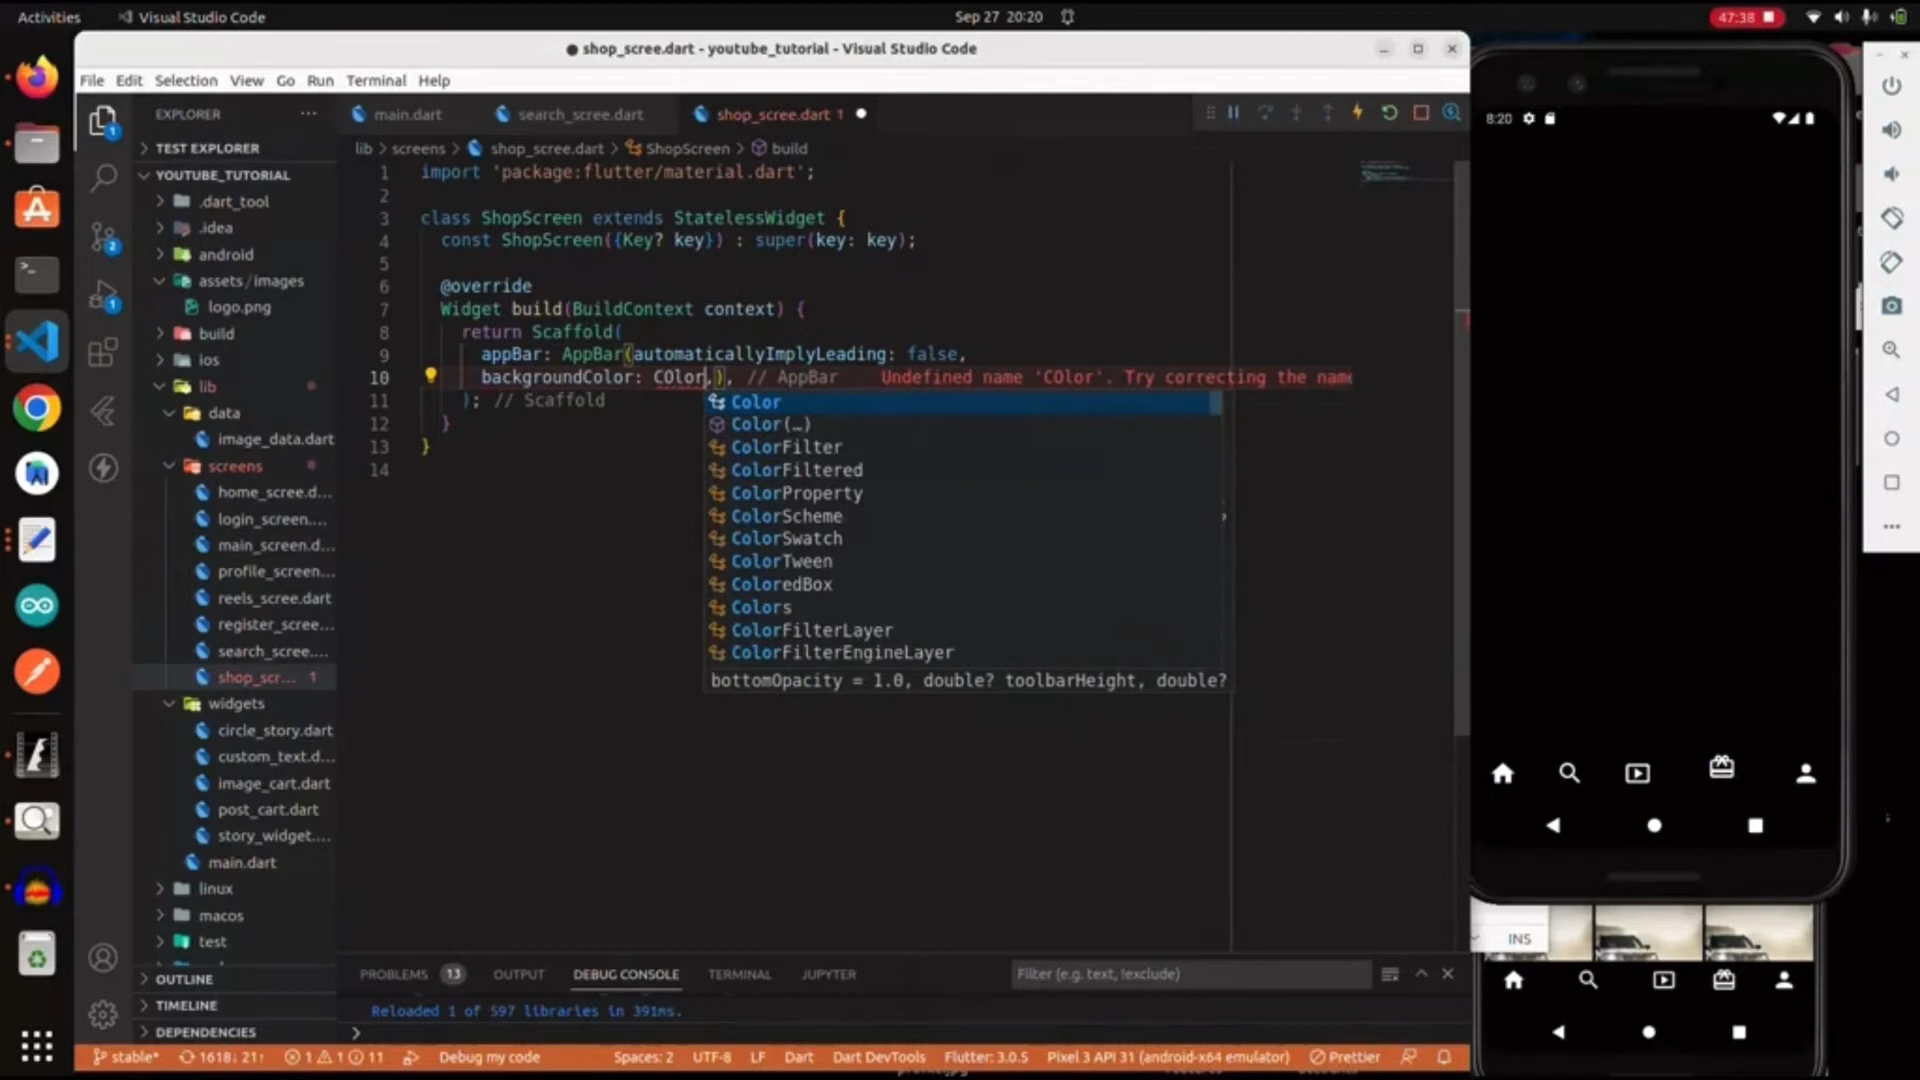 Activities
Visual Studio Code
Sep 27 20:20
47:38
● shop_scree.dart - youtube_tutorial - Visual Studio Code
File Edit Selection View Go Run Terminal Help
EXPLORER
TEST EXPLORER
YOUTUBE_TUTORIAL
.dart_tool
.idea
android
assets / images
logo.png
build
ios
lib
data
image_data.dart
screens
home_scree.d...
login_screen....
main_screen.d...
profile_screen...
reels_scree.dart
register_scree...
search_scree....
shop_scr... 1
widgets
circle_story.dart
custom_text.d...
image_cart.dart
post_cart.dart
story_widget....
main.dart
linux
macos
test
OUTLINE
TIMELINE
DEPENDENCIES
1
2
1
main.dart
search_scree.dart
shop_scree.dart 1
lib > screens > shop_scree.dart > ShopScreen > build
1 import 'package:flutter/material.dart';
2
3 class ShopScreen extends StatelessWidget {
4 const ShopScreen({Key? key}) : super(key: key);
5
6 @override
7 Widget build(BuildContext context) {
8 return Scaffold(
9 appBar: AppBar(automaticallyImplyLeading: false,
10 backgroundColor: COlor,), // AppBar Undefined name 'COlor'. Try correcting the name
11 ); // Scaffold
12 }
13 }
14
Color
Color(…)
ColorFilter
ColorFiltered
ColorProperty
ColorScheme
ColorSwatch
ColorTween
ColoredBox
Colors
ColorFilterLayer
ColorFilterEngineLayer
bottomOpacity = 1.0, double? toolbarHeight, double?
PROBLEMS 13 OUTPUT DEBUG CONSOLE TERMINAL JUPYTER
Filter (e.g. text, !exclude)
Reloaded 1 of 597 libraries in 391ms.
stable* 1618↓ 21↑ 1 1 11 Debug my code Spaces: 2 UTF-8 LF Dart Dart DevTools Flutter: 3.0.5 Pixel 3 API 31 (android-x64 emulator) Prettier
8:20
INS